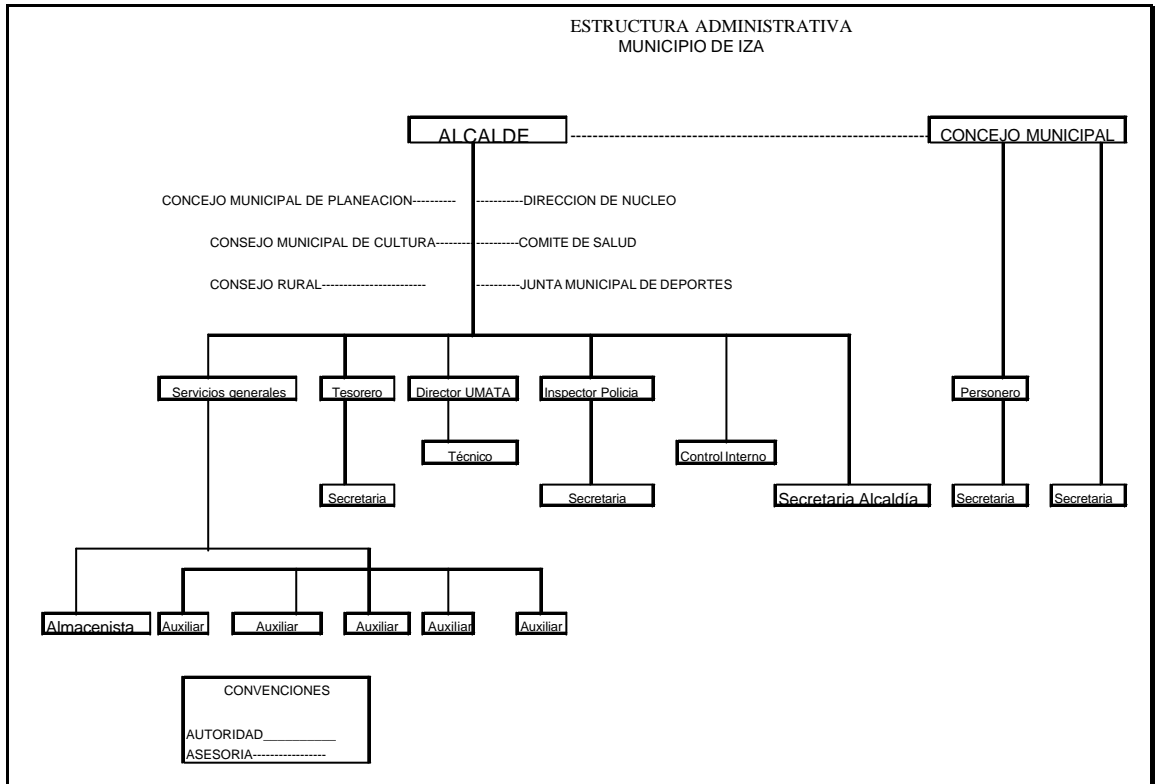 ESTRUCTURA ADMINISTRATIVA
MUNICIPIO DE IZA
ALCALDE ------------------------------------------------------------ CONCEJO MUNICIPAL
CONCEJO MUNICIPAL DE PLANEACION---------- -----------DIRECCION DE NUCLEO
CONSEJO MUNICIPAL DE CULTURA-------------------COMITE DE SALUD
CONSEJO RURAL------------------------ ----------JUNTA MUNICIPAL DE DEPORTES
Servicios generales Tesorero Director UMATA Inspector Policia Personero
Técnico Control Interno
Secretaria Secretaria Secretaria Alcaldía Secretaria Secretaria
Almacenista Auxiliar Auxiliar Auxiliar Auxiliar Auxiliar
CONVENCIONES
AUTORIDAD__________
ASESORIA-----------------